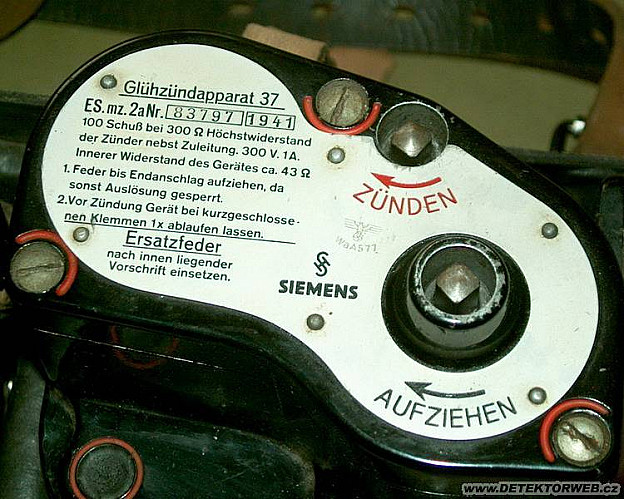 Glühzündapparat 37
ES. mz. 2a Nr. 83797 1941
100 Schuß bei 300 Ω Höchstwiderstand
der Zünder nebst Zuleitung. 300 V. 1A.
Innerer Widerstand des Gerätes ca. 43 Ω
1. Feder bis Endanschlag aufziehen, da
sonst Auslösung gesperrt.
2. Vor Zündung Gerät bei kurzgeschlosse-
nen Klemmen 1x ablaufen lassen.
Ersatzfeder
nach innen liegender
Vorschrift einsetzen.
SIEMENS
ZÜNDEN
WaA577
AUFZIEHEN
www.DETEKTORWEB.cz